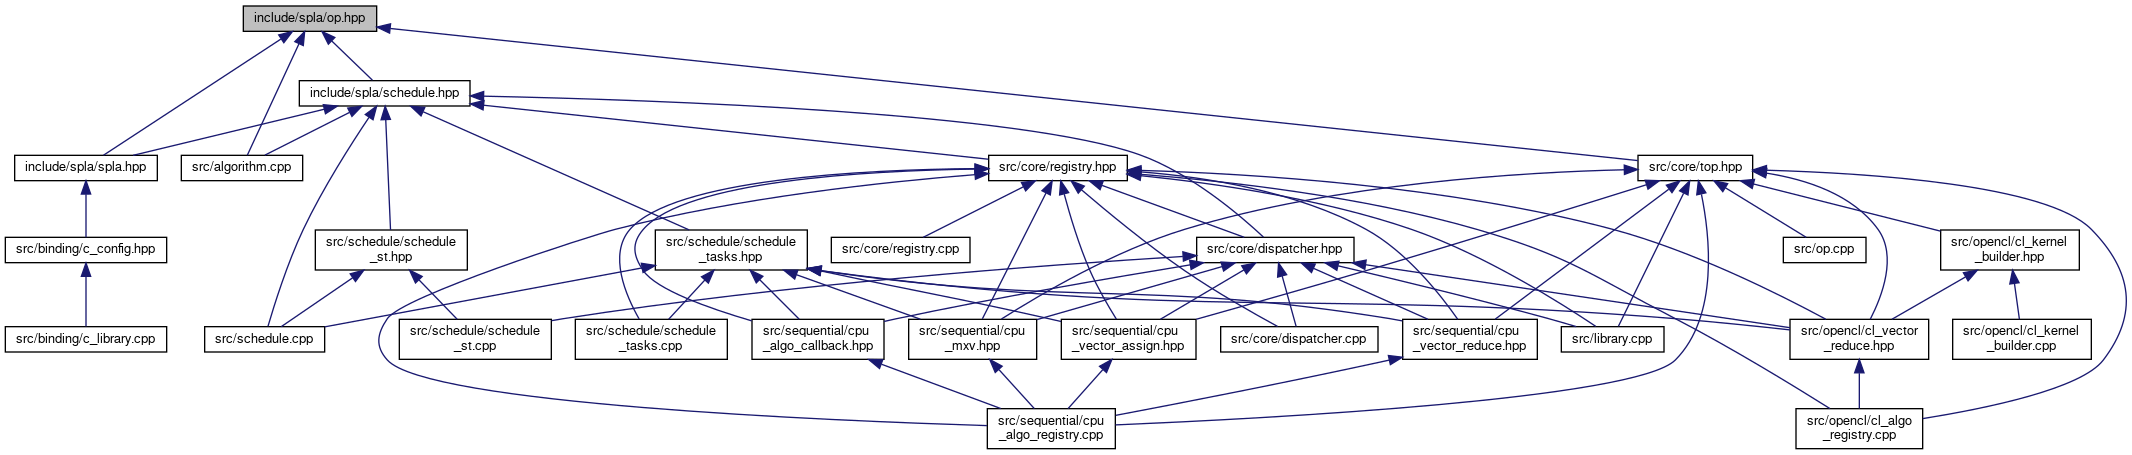 include/spla/op.hpp
include/spla/schedule.hpp
include/spla/spla.hpp
src/algorithm.cpp
src/core/registry.hpp
src/core/top.hpp
src/binding/c_config.hpp
src/schedule/schedule
_st.hpp
src/schedule/schedule
_tasks.hpp
src/core/registry.cpp
src/core/dispatcher.hpp
src/op.cpp
src/opencl/cl_kernel
_builder.hpp
src/binding/c_library.cpp
src/schedule.cpp
src/schedule/schedule
_st.cpp
src/schedule/schedule
_tasks.cpp
src/sequential/cpu
_algo_callback.hpp
src/sequential/cpu
_mxv.hpp
src/sequential/cpu
_vector_assign.hpp
src/core/dispatcher.cpp
src/sequential/cpu
_vector_reduce.hpp
src/library.cpp
src/opencl/cl_vector
_reduce.hpp
src/opencl/cl_kernel
_builder.cpp
src/sequential/cpu
_algo_registry.cpp
src/opencl/cl_algo
_registry.cpp